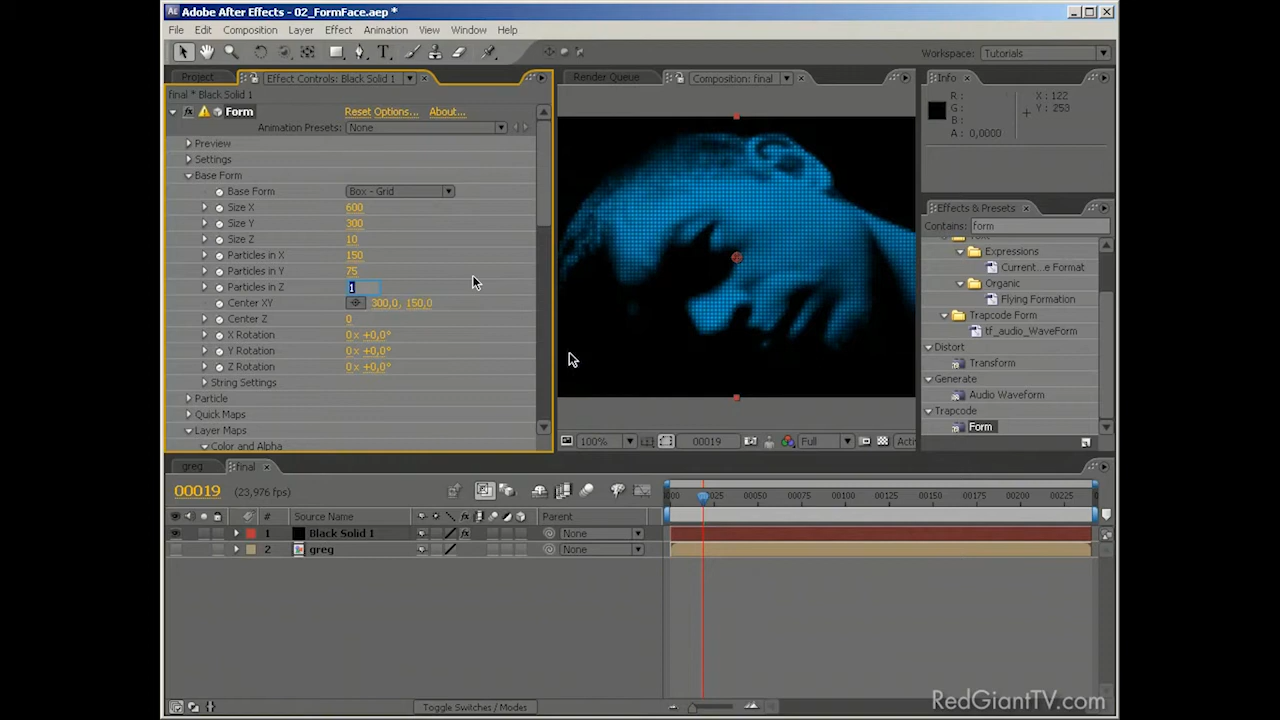 Adobe After Effects - 02_FormFace.aep *
File Edit Composition Layer Effect Animation View Window Help
Workspace: Tutorials
Project Effect Controls: Black Solid 1
final * Black Solid 1
Form Reset Options... About...
Animation Presets: None
Preview
Settings
Base Form
Base Form Box - Grid
Size X 600
Size Y 300
Size Z 10
Particles in X 150
Particles in Y 75
Particles in Z 1
Center XY 300,0, 150,0
Center Z 0
X Rotation 0 x +0,0°
Y Rotation 0 x +0,0°
Z Rotation 0 x +0,0°
String Settings
Particle
Quick Maps
Layer Maps
Color and Alpha
Render Queue Composition: final
100% 00019 Full Acti
Info
R: X: 122
G: Y: 253
B:
A: 0,0000
Effects & Presets
Contains: form
Expressions
Current...e Format
Organic
Flying Formation
Trapcode Form
tf_audio_WaveForm
Distort
Transform
Generate
Audio Waveform
Trapcode
Form
greg final
00019 (23,976 fps)
000 00025 00050 00075 00100 00125 00150 00175 00200 00225
# Source Name Parent
1 Black Solid 1 None
2 greg None
Toggle Switches / Modes
RedGiantTV.com